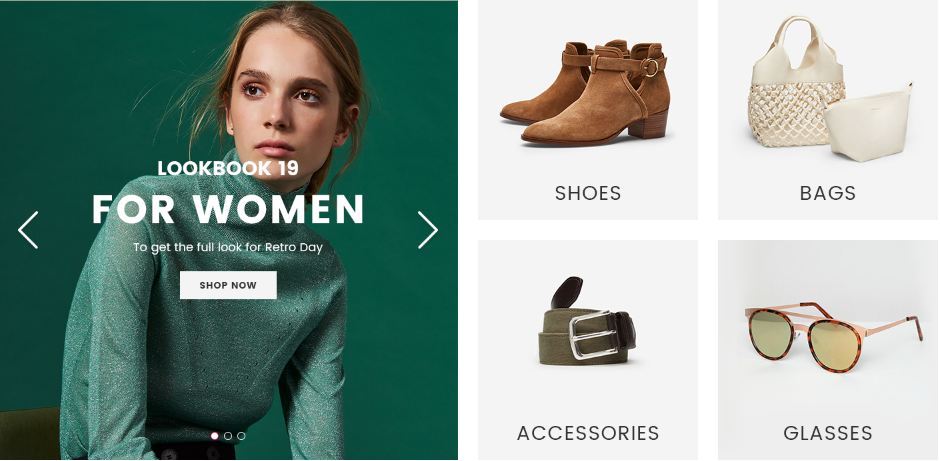 LOOKBOOK 19
FOR WOMEN
To get the full look for Retro Day
SHOP NOW
SHOES
BAGS
ACCESSORIES
GLASSES